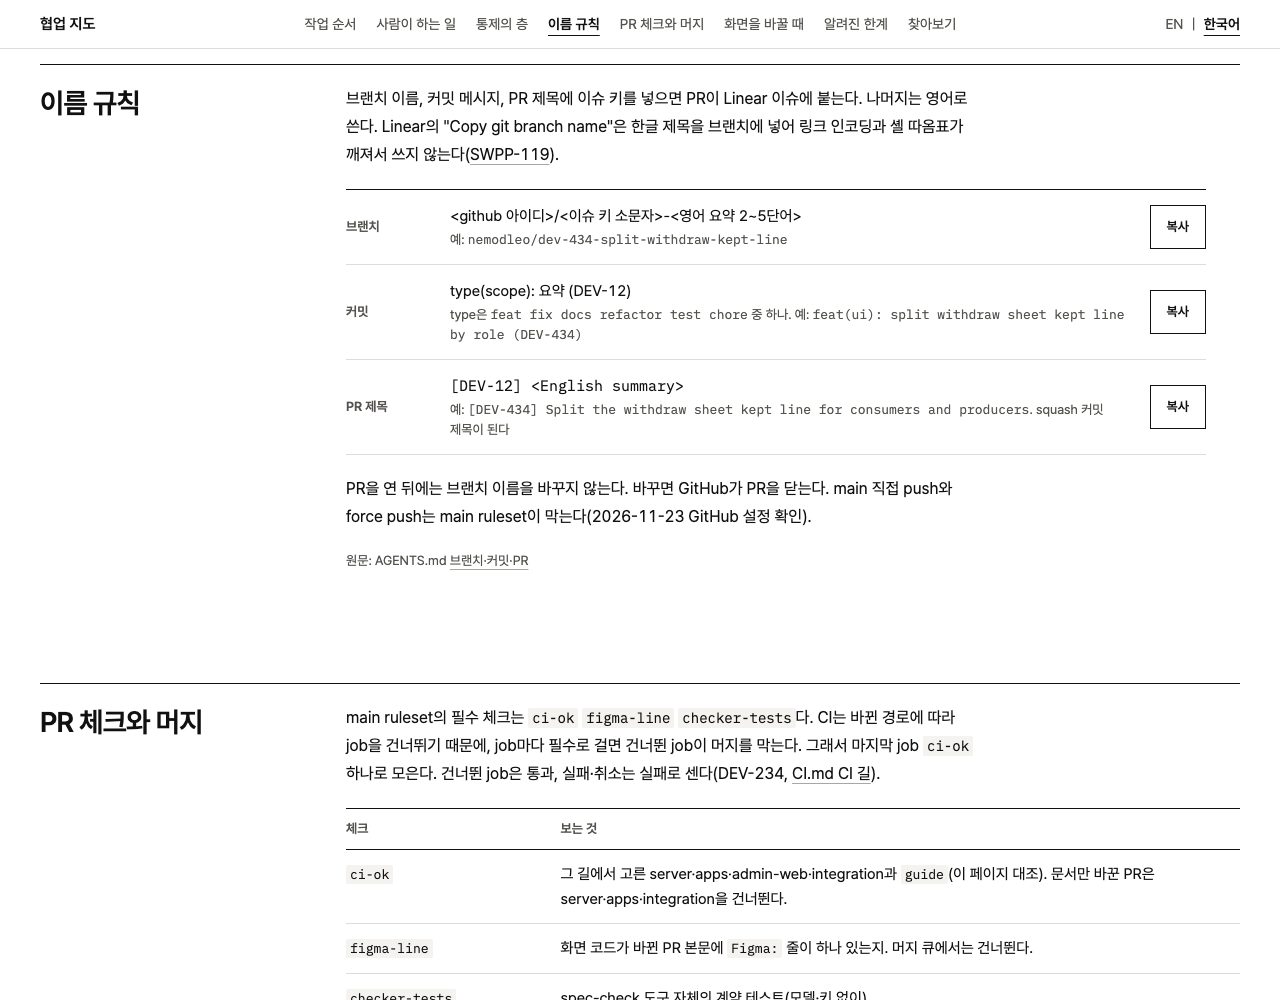 협업 지도
작업 순서 사람이 하는 일 통제의 층 이름 규칙 PR 체크와 머지 화면을 바꿀 때 알려진 한계 찾아보기
EN | 한국어
이름 규칙
브랜치 이름, 커밋 메시지, PR 제목에 이슈 키를 넣으면 PR이 Linear 이슈에 붙는다. 나머지는 영어로
쓴다. Linear의 "Copy git branch name"은 한글 제목을 브랜치에 넣어 링크 인코딩과 셸 따옴표가
깨져서 쓰지 않는다(SWPP-119).
브랜치
<github 아이디>/<이슈 키 소문자>-<영어 요약 2~5단어>
예: nemodleo/dev-434-split-withdraw-kept-line
복사
커밋
type(scope): 요약 (DEV-12)
type은 feat fix docs refactor test chore 중 하나. 예: feat(ui): split withdraw sheet kept line
by role (DEV-434)
복사
PR 제목
[DEV-12] <English summary>
예: [DEV-434] Split the withdraw sheet kept line for consumers and producers. squash 커밋
제목이 된다
복사
PR을 연 뒤에는 브랜치 이름을 바꾸지 않는다. 바꾸면 GitHub가 PR을 닫는다. main 직접 push와
force push는 main ruleset이 막는다(2026-11-23 GitHub 설정 확인).
원문: AGENTS.md 브랜치·커밋·PR
PR 체크와 머지
main ruleset의 필수 체크는 ci-ok figma-line checker-tests다. CI는 바뀐 경로에 따라
job을 건너뛰기 때문에, job마다 필수로 걸면 건너뛴 job이 머지를 막는다. 그래서 마지막 job ci-ok
하나로 모은다. 건너뛴 job은 통과, 실패·취소는 실패로 센다(DEV-234, CI.md CI 길).
체크 보는 것
ci-ok
그 길에서 고른 server·apps·admin-web·integration과 guide(이 페이지 대조). 문서만 바꾼 PR은
server·apps·integration을 건너뛴다.
figma-line
화면 코드가 바뀐 PR 본문에 Figma: 줄이 하나 있는지. 머지 큐에서는 건너뛴다.
checker-tests
spec-check 도구 자체의 계약 테스트(모델·키 없이)